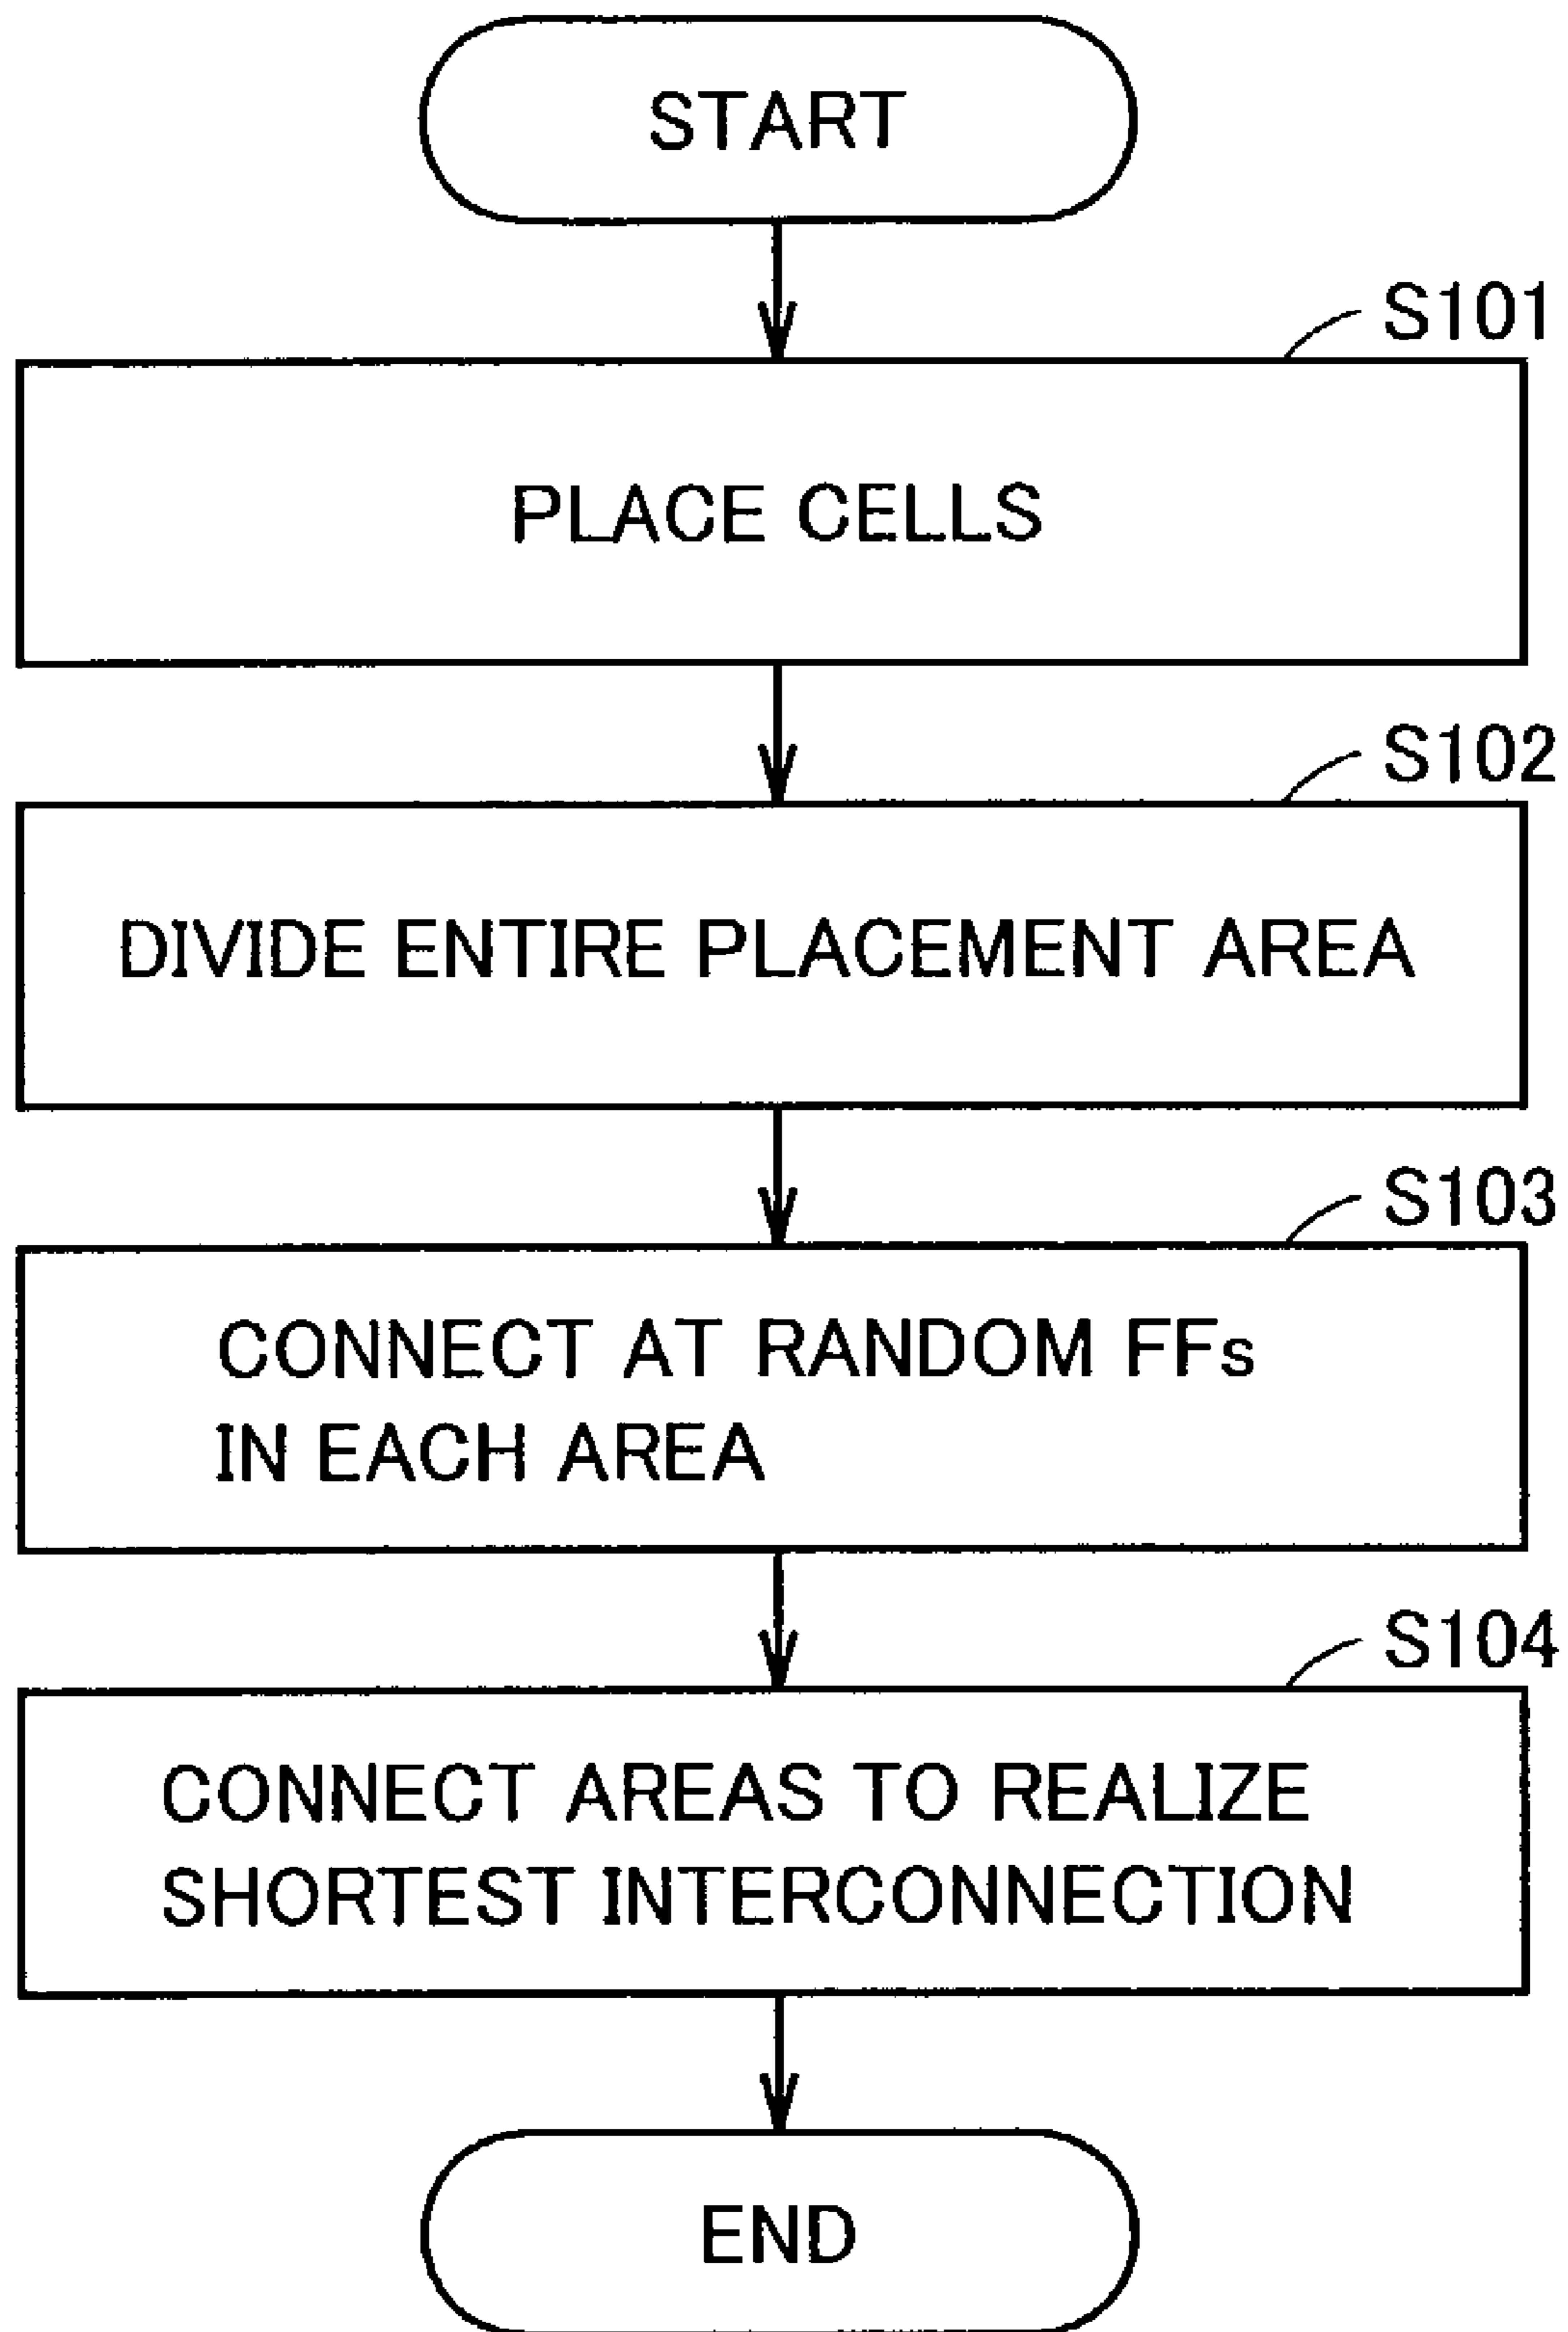 START
S101
PLACE CELLS
S102
DIVIDE ENTIRE PLACEMENT AREA
S103
CONNECT AT RANDOM FFs
IN EACH AREA
S104
CONNECT AREAS TO REALIZE
SHORTEST INTERCONNECTION
END